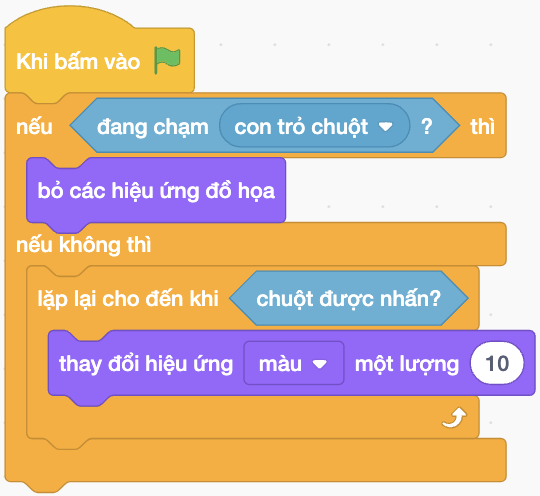 Khi bấm vào
nếu đang chạm con trỏ chuột ? thì
bỏ các hiệu ứng đồ họa
nếu không thì
lặp lại cho đến khi chuột được nhấn?
thay đổi hiệu ứng màu một lượng 10